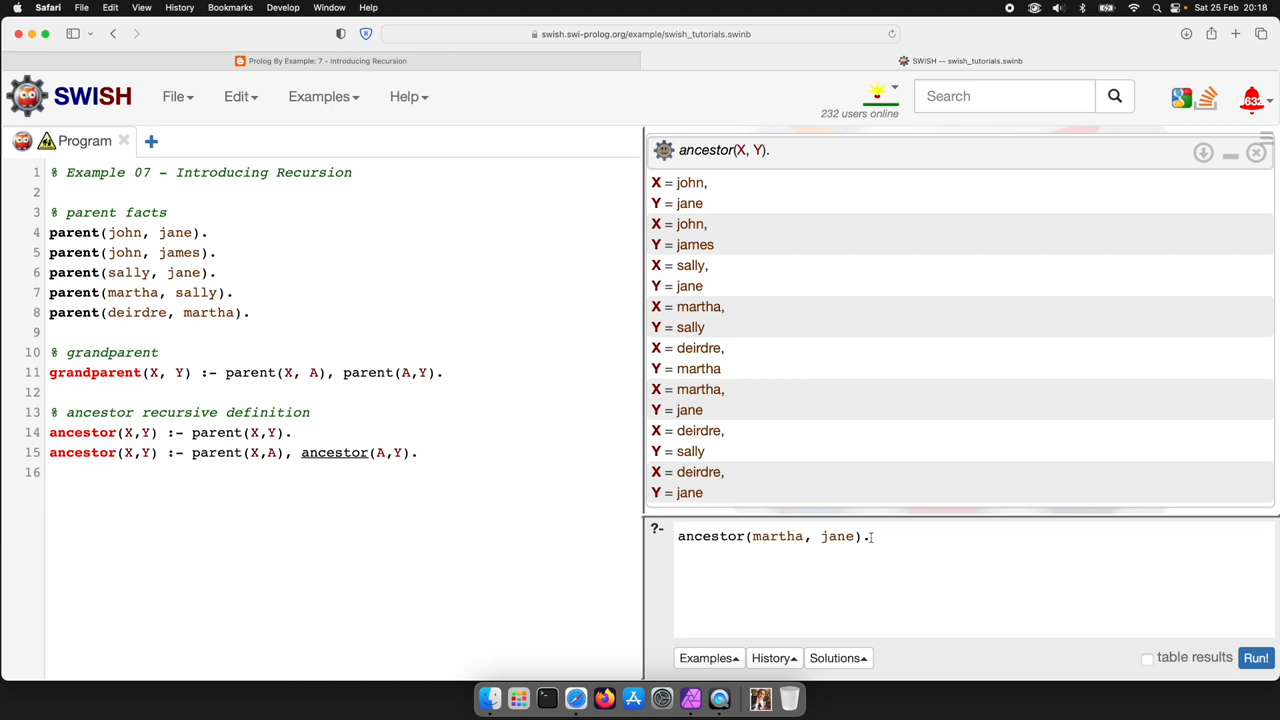 Safari File Edit View History Bookmarks Develop Window Help Sat 25 Feb 20:18
swish.swi-prolog.org/example/swish_tutorials.swinb
Prolog By Example: 7 - Introducing Recursion
SWISH -- swish_tutorials.swinb
SWISH File Edit Examples Help
232 users online
Search
632
Program
1 % Example 07 - Introducing Recursion
2
3 % parent facts
4 parent(john, jane).
5 parent(john, james).
6 parent(sally, jane).
7 parent(martha, sally).
8 parent(deirdre, martha).
9
10 % grandparent
11 grandparent(X, Y) :- parent(X, A), parent(A,Y).
12
13 % ancestor recursive definition
14 ancestor(X,Y) :- parent(X,Y).
15 ancestor(X,Y) :- parent(X,A), ancestor(A,Y).
16
ancestor(X, Y).
X = john,
Y = jane
X = john,
Y = james
X = sally,
Y = jane
X = martha,
Y = sally
X = deirdre,
Y = martha
X = martha,
Y = jane
X = deirdre,
Y = sally
X = deirdre,
Y = jane
?- ancestor(martha, jane).
Examples History Solutions table results Run!